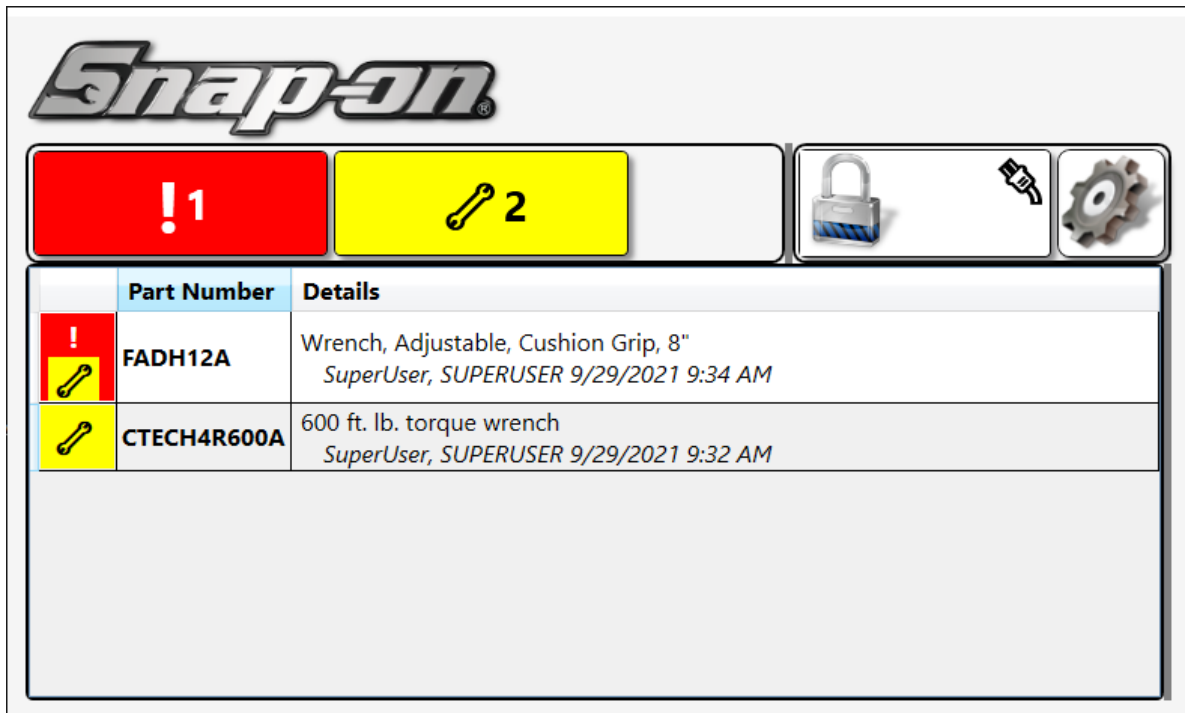 Snap-on®
!1
2
Part Number Details
!
FADH12A
Wrench, Adjustable, Cushion Grip, 8"
SuperUser, SUPERUSER 9/29/2021 9:34 AM
CTECH4R600A
600 ft. lb. torque wrench
SuperUser, SUPERUSER 9/29/2021 9:32 AM